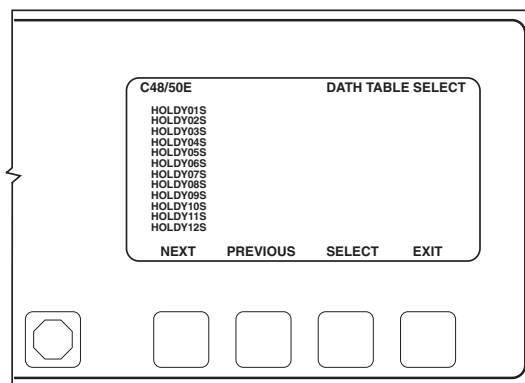 C48/50E DATH TABLE SELECT
HOLDY01S
HOLDY02S
HOLDY03S
HOLDY04S
HOLDY05S
HOLDY06S
HOLDY07S
HOLDY08S
HOLDY09S
HOLDY10S
HOLDY11S
HOLDY12S
NEXT PREVIOUS SELECT EXIT